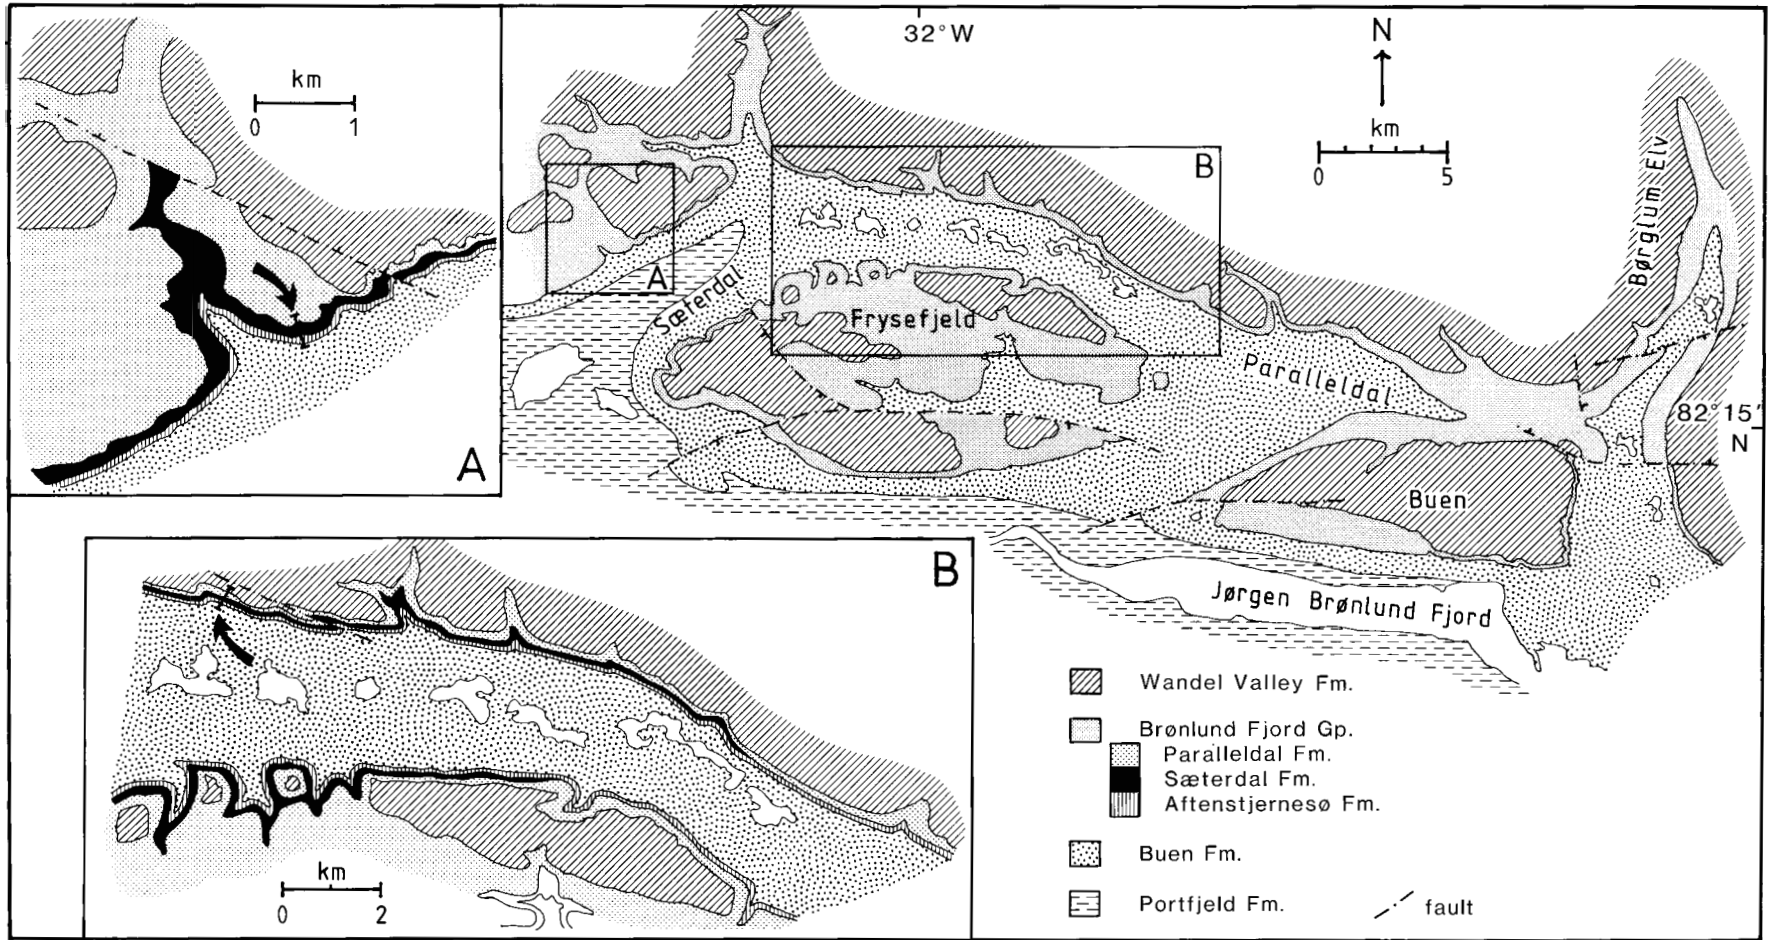 km
0 1
A
32°W
N
km
0 5
B
A
Sæterdal
Frysefjeld
Paralleldal
Børglum Elv
82°15'
N
Buen
Jørgen Brønlund Fjord
B
km
0 2
Wandel Valley Fm.
Brønlund Fjord Gp.
Paralleldal Fm.
Sæterdal Fm.
Aftenstjernesø Fm.
Buen Fm.
Portfjeld Fm.
fault